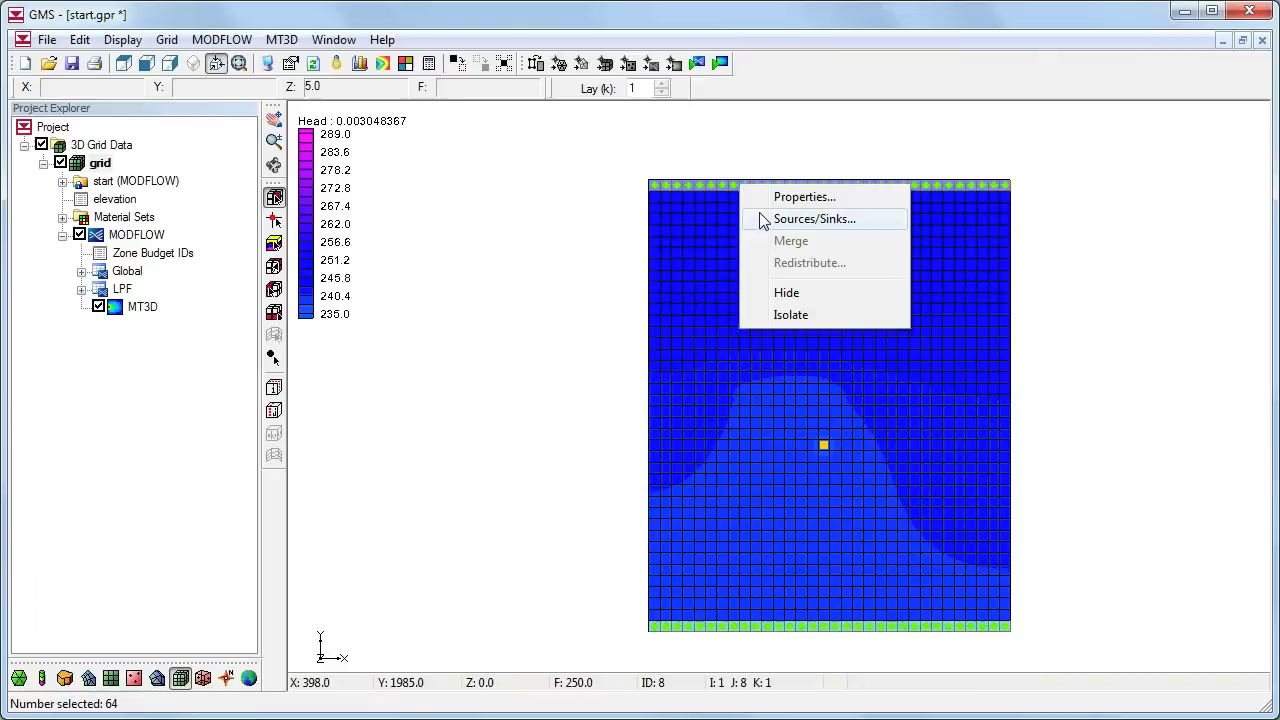 GMS - [start.gpr *]
File Edit Display Grid MODFLOW MT3D Window Help
X: Y: Z: 5.0 F: Lay (k): 1
Project Explorer
Project
3D Grid Data
grid
start (MODFLOW)
elevation
Material Sets
MODFLOW
Zone Budget IDs
Global
LPF
MT3D
Head : 0.003048367
289.0
283.6
278.2
272.8
267.4
262.0
256.6
251.2
245.8
240.4
235.0
Properties...
Sources/Sinks...
Merge
Redistribute...
Hide
Isolate
Y
Z X
X: 398.0 Y: 1985.0 Z: 0.0 F: 250.0 ID: 8 I: 1 J: 8 K: 1
Number selected: 64